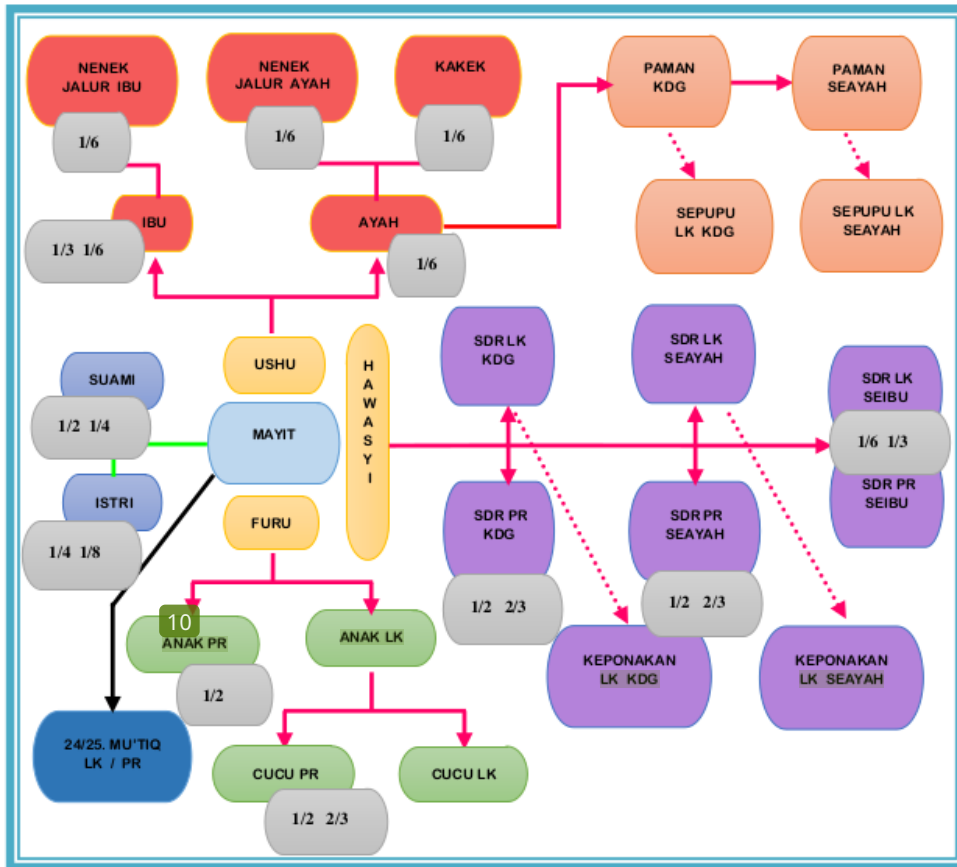 NENEK
JALUR IBU
1/6
NENEK
JALUR AYAH
1/6
KAKEK
1/6
PAMAN
KDG
PAMAN
SEAYAH
IBU
1/3 1/6
AYAH
1/6
SEPUPU
LK KDG
SEPUPU LK
SEAYAH
SUAMI
1/2 1/4
USHU
MAYIT
ISTRI
1/4 1/8
FURU
H
A
W
A
S
Y
I
SDR LK
KDG
SDR LK
SEAYAH
SDR LK
SEIBU
1/6 1/3
SDR PR
SEIBU
SDR PR
KDG
1/2 2/3
SDR PR
SEAYAH
1/2 2/3
10
ANAK PR
1/2
ANAK LK
KEPONAKAN
LK KDG
KEPONAKAN
LK SEAYAH
24/25. MU'TIQ
LK / PR
CUCU PR
1/2 2/3
CUCU LK